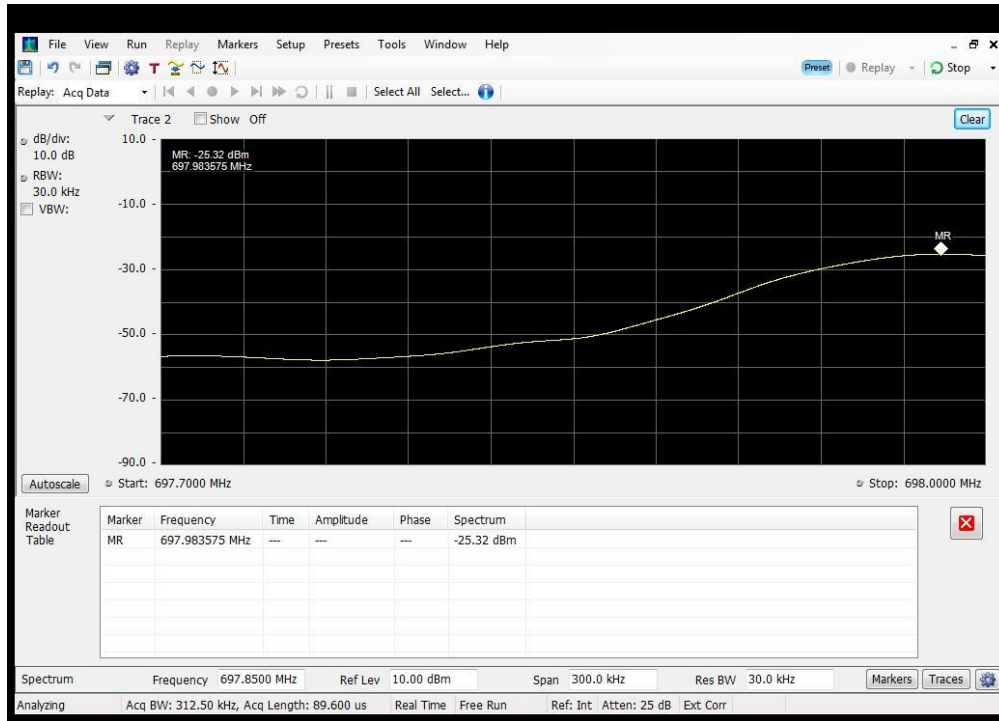 File View Run Replay Markers Setup Presets Tools Window Help
T Preset Replay Stop
Replay: Acq Data Select All Select...
Trace 2 Show Off Clear
dB/div:
10.0 dB
RBW:
30.0 kHz
VBW:
10.0
-10.0
-30.0
-50.0
-70.0
-90.0
MR: -25.32 dBm
697.983575 MHz
MR
Autoscale Start: 697.7000 MHz Stop: 698.0000 MHz
Marker
Readout
Table
Marker Frequency Time Amplitude Phase Spectrum
MR 697.983575 MHz --- --- --- -25.32 dBm
Spectrum Frequency 697.8500 MHz Ref Lev 10.00 dBm Span 300.0 kHz Res BW 30.0 kHz Markers Traces
Analyzing Acq BW: 312.50 kHz, Acq Length: 89.600 us Real Time Free Run Ref: Int Atten: 25 dB Ext Corr